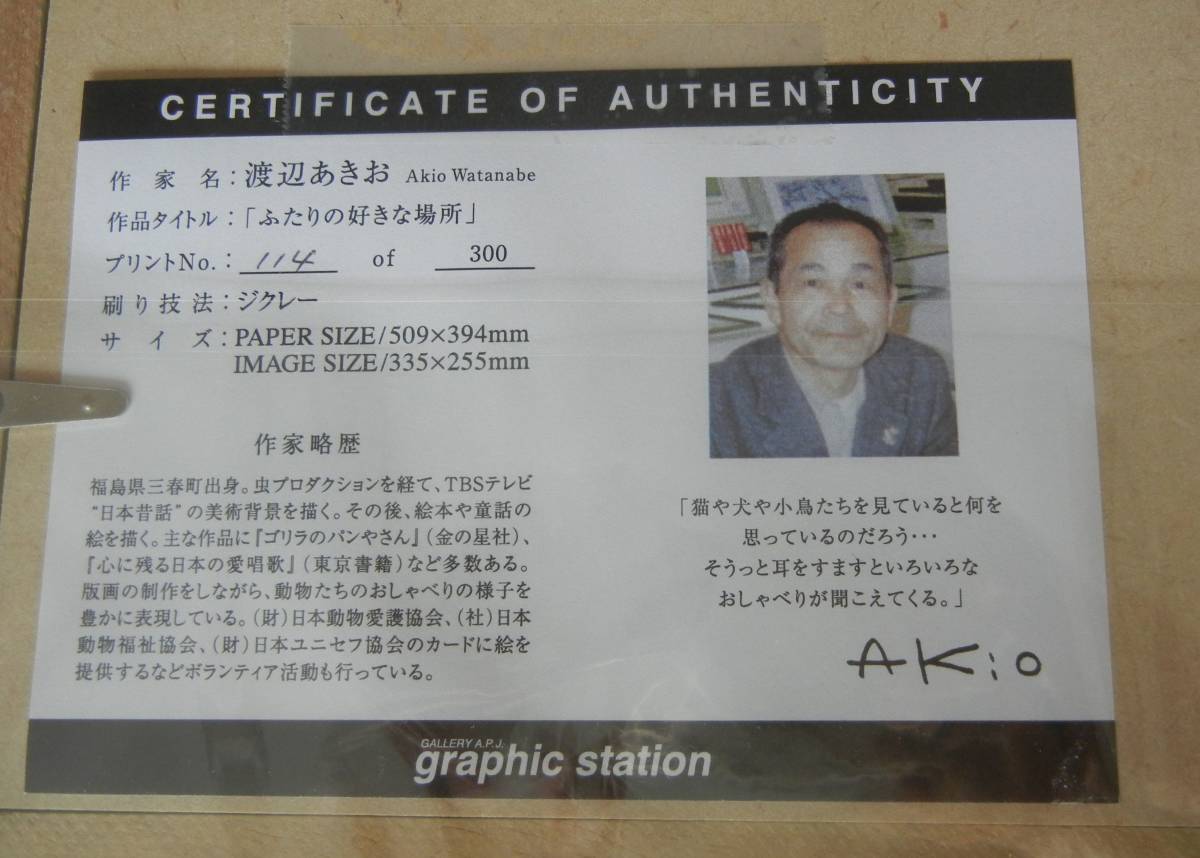 CERTIFICATE OF AUTHENTICITY
作家名：渡辺あきお Akio Watanabe
作品タイトル：「ふたりの好きな場所」
プリントNo.：114 of 300
刷り技法：ジクレー
サイズ：PAPER SIZE/509×394mm
IMAGE SIZE/335×255mm
作家略歴
福島県三春町出身。虫プロダクションを経て、TBSテレビ
“日本昔話”の美術背景を描く。その後、絵本や童話の
絵を描く。主な作品に『ゴリラのパンやさん』（金の星社）、
『心に残る日本の愛唱歌』（東京書籍）など多数ある。
版画の制作をしながら、動物たちのおしゃべりの様子を
豊かに表現している。（財）日本動物愛護協会、（社）日本
動物福祉協会、（財）日本ユニセフ協会のカードに絵を
提供するなどボランティア活動も行っている。
「猫や犬や小鳥たちを見ていると何を
思っているのだろう･･･
そうっと耳をすますといろいろな
おしゃべりが聞こえてくる。」
AKio
GALLERY A.P.J.
graphic station